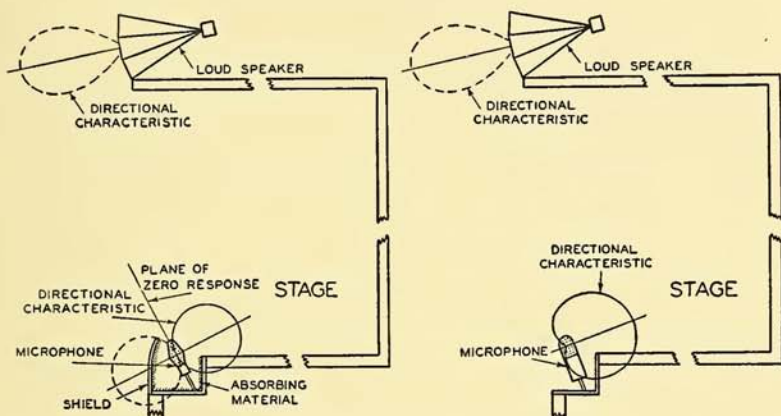 LOUD SPEAKER
DIRECTIONAL
CHARACTERISTIC
PLANE OF
ZERO RESPONSE
DIRECTIONAL
CHARACTERISTIC
STAGE
MICROPHONE
SHIELD
ABSORBING
MATERIAL
LOUD SPEAKER
DIRECTIONAL
CHARACTERISTIC
DIRECTIONAL
CHARACTERISTIC
STAGE
MICROPHONE